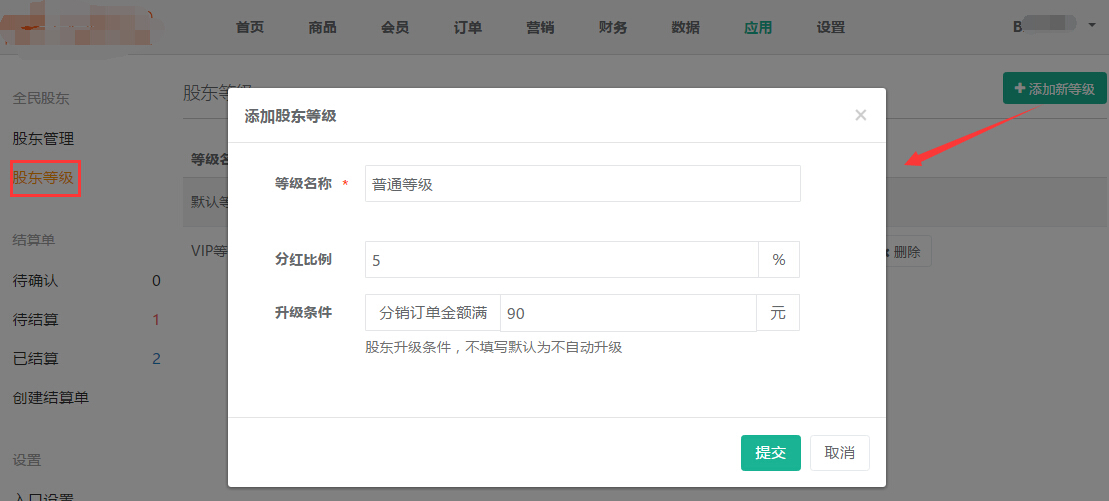 首页 商品 会员 订单 营销 财务 数据 应用 设置 B
全民股东
股东管理
股东等级
结算单
待确认 0
待结算 1
已结算 2
创建结算单
设置
入口设置
股东等级
+添加新等级
等级名
默认等
VIP等
删除
添加股东等级 ×
等级名称 * 普通等级
分红比例 5 %
升级条件 分销订单金额满 90 元
股东升级条件，不填写默认为不自动升级
提交 取消